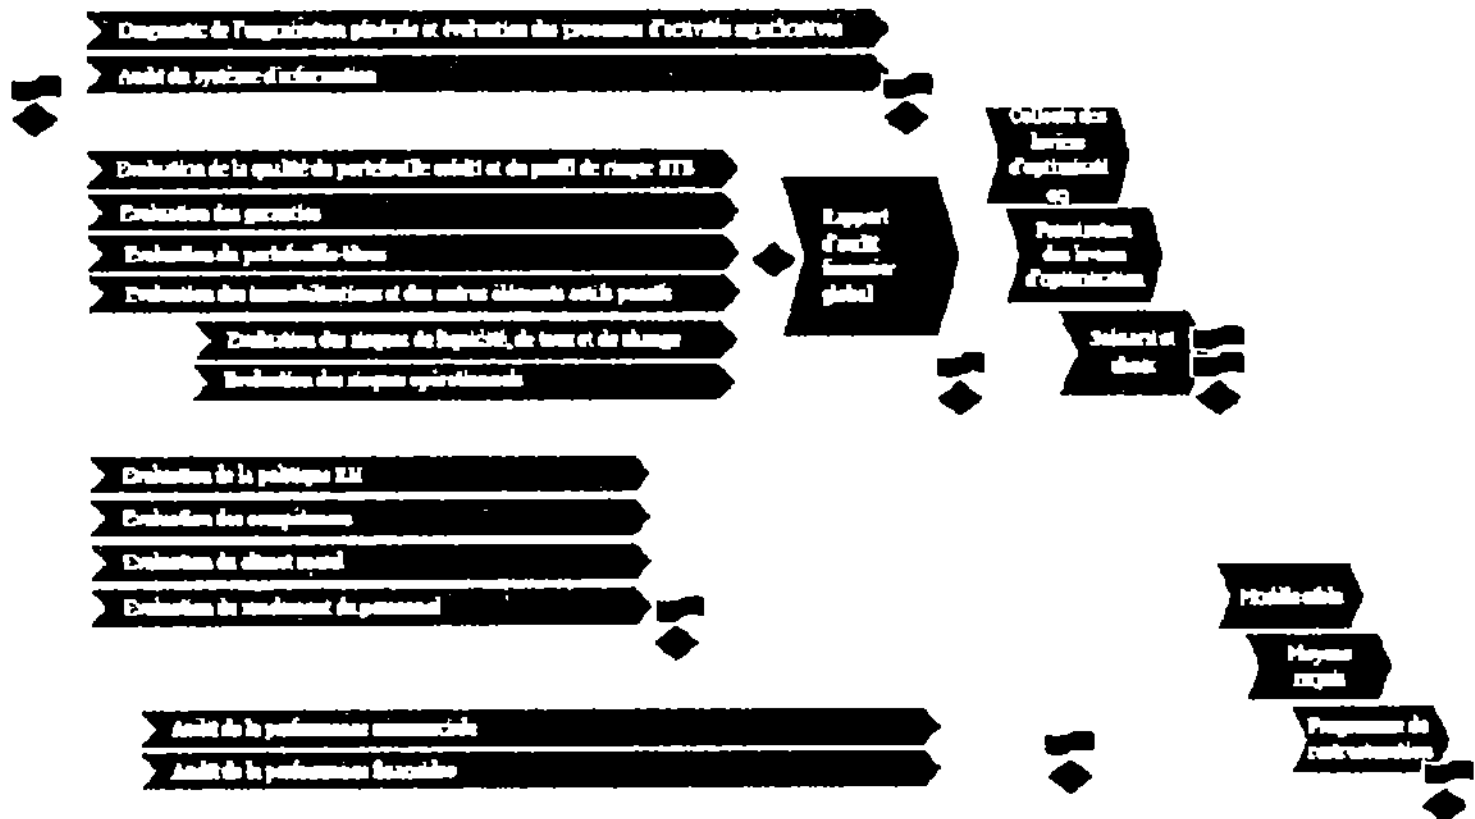 Diagnostic de l'organisation générale et évaluation des processus d'activités significatives
Audit du système d'information
Evaluation de la qualité du portefeuille crédit et du profil de risque
Evaluation des garanties
Evaluation du portefeuille-titres
Evaluation des immobilisations et des autres éléments actifs passifs
Evaluation des risques de liquidité, de taux et de change
Evaluation des risques opérationnels
Rapport
d'audit
financier
global
Collecte des
leviers
d'optimisati
on
Priorisation
des leviers
d'optimisation
et
choix
Evaluation de la politique RH
Evaluation des compétences
Evaluation du climat social
Evaluation du rendement du personnel
Audit de la performance commerciale
Audit de la performance financière
Modèle cible
Moyens
requis
Programme de
restructuration